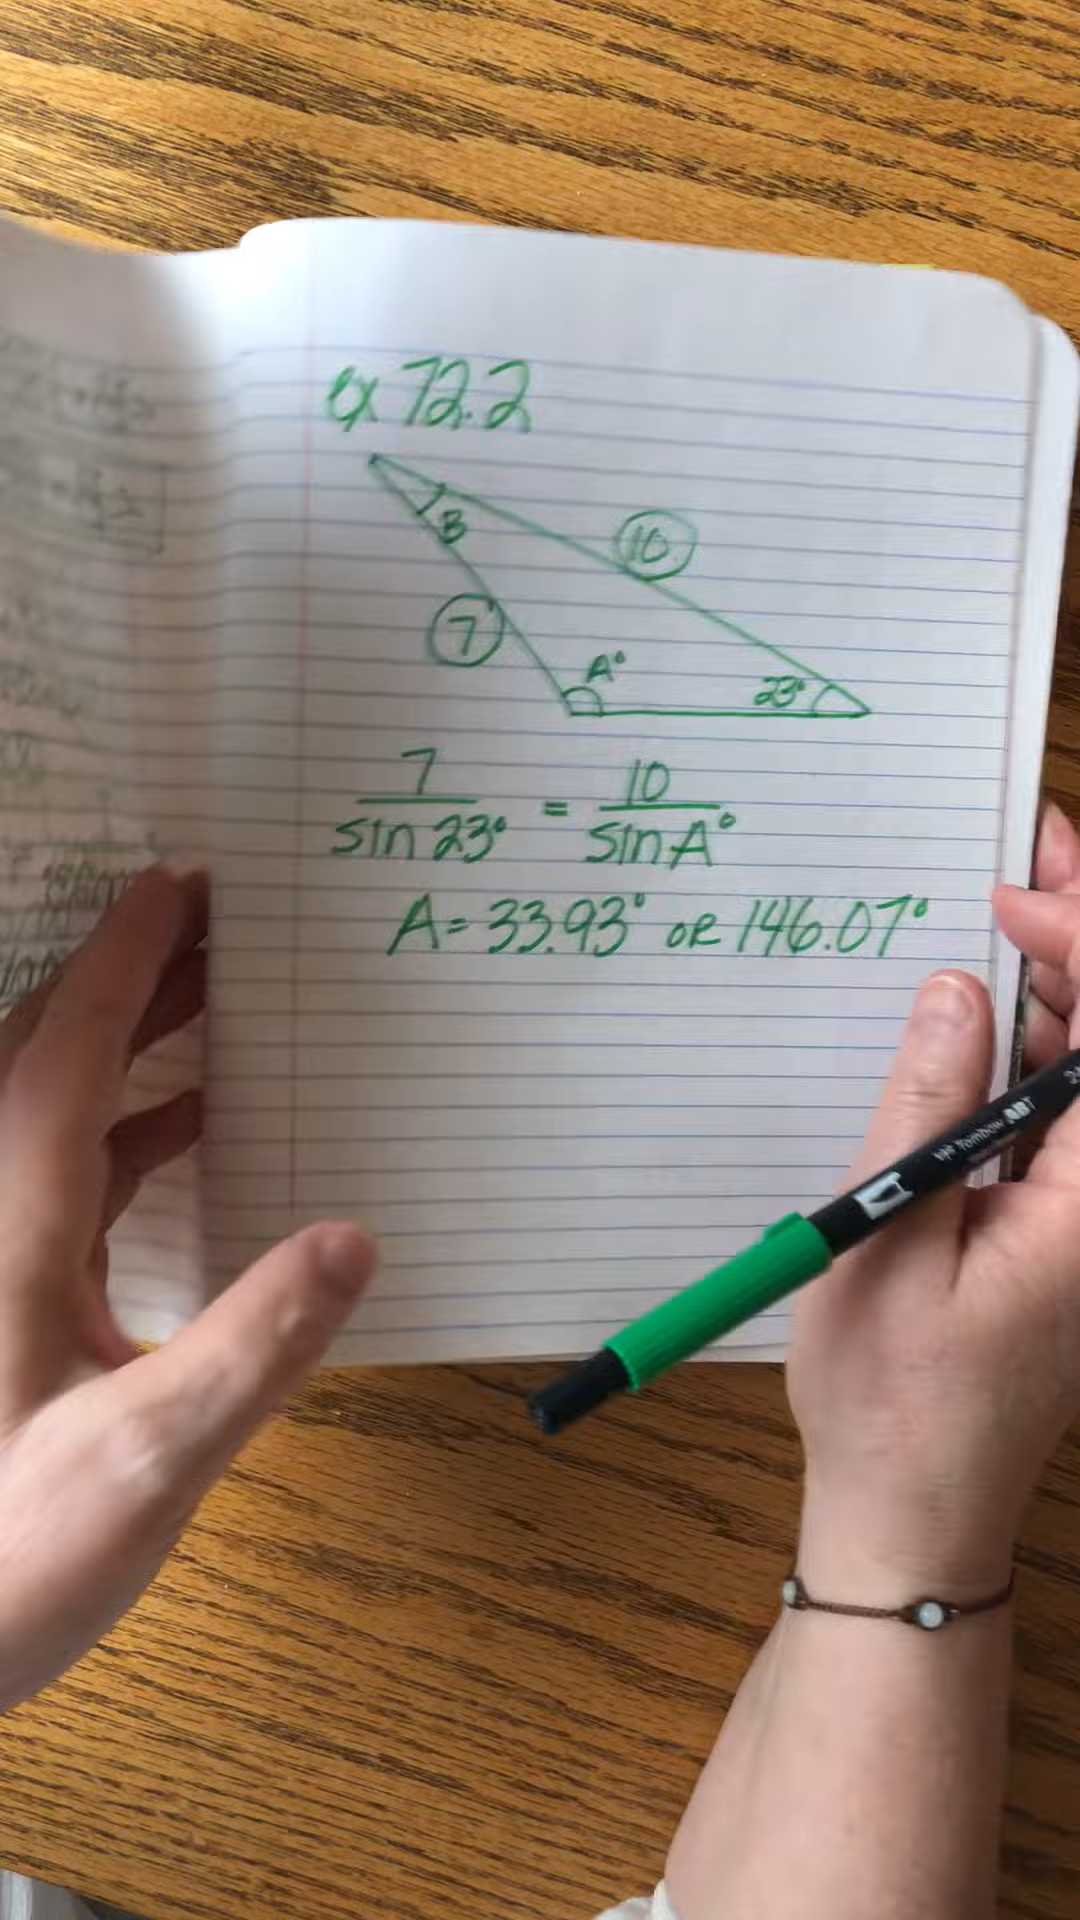 ex 72.2
B
10
7
A°
23°
7/sin 23° = 10/sin A°
A = 33.93° OR 146.07°
Tombow ABT